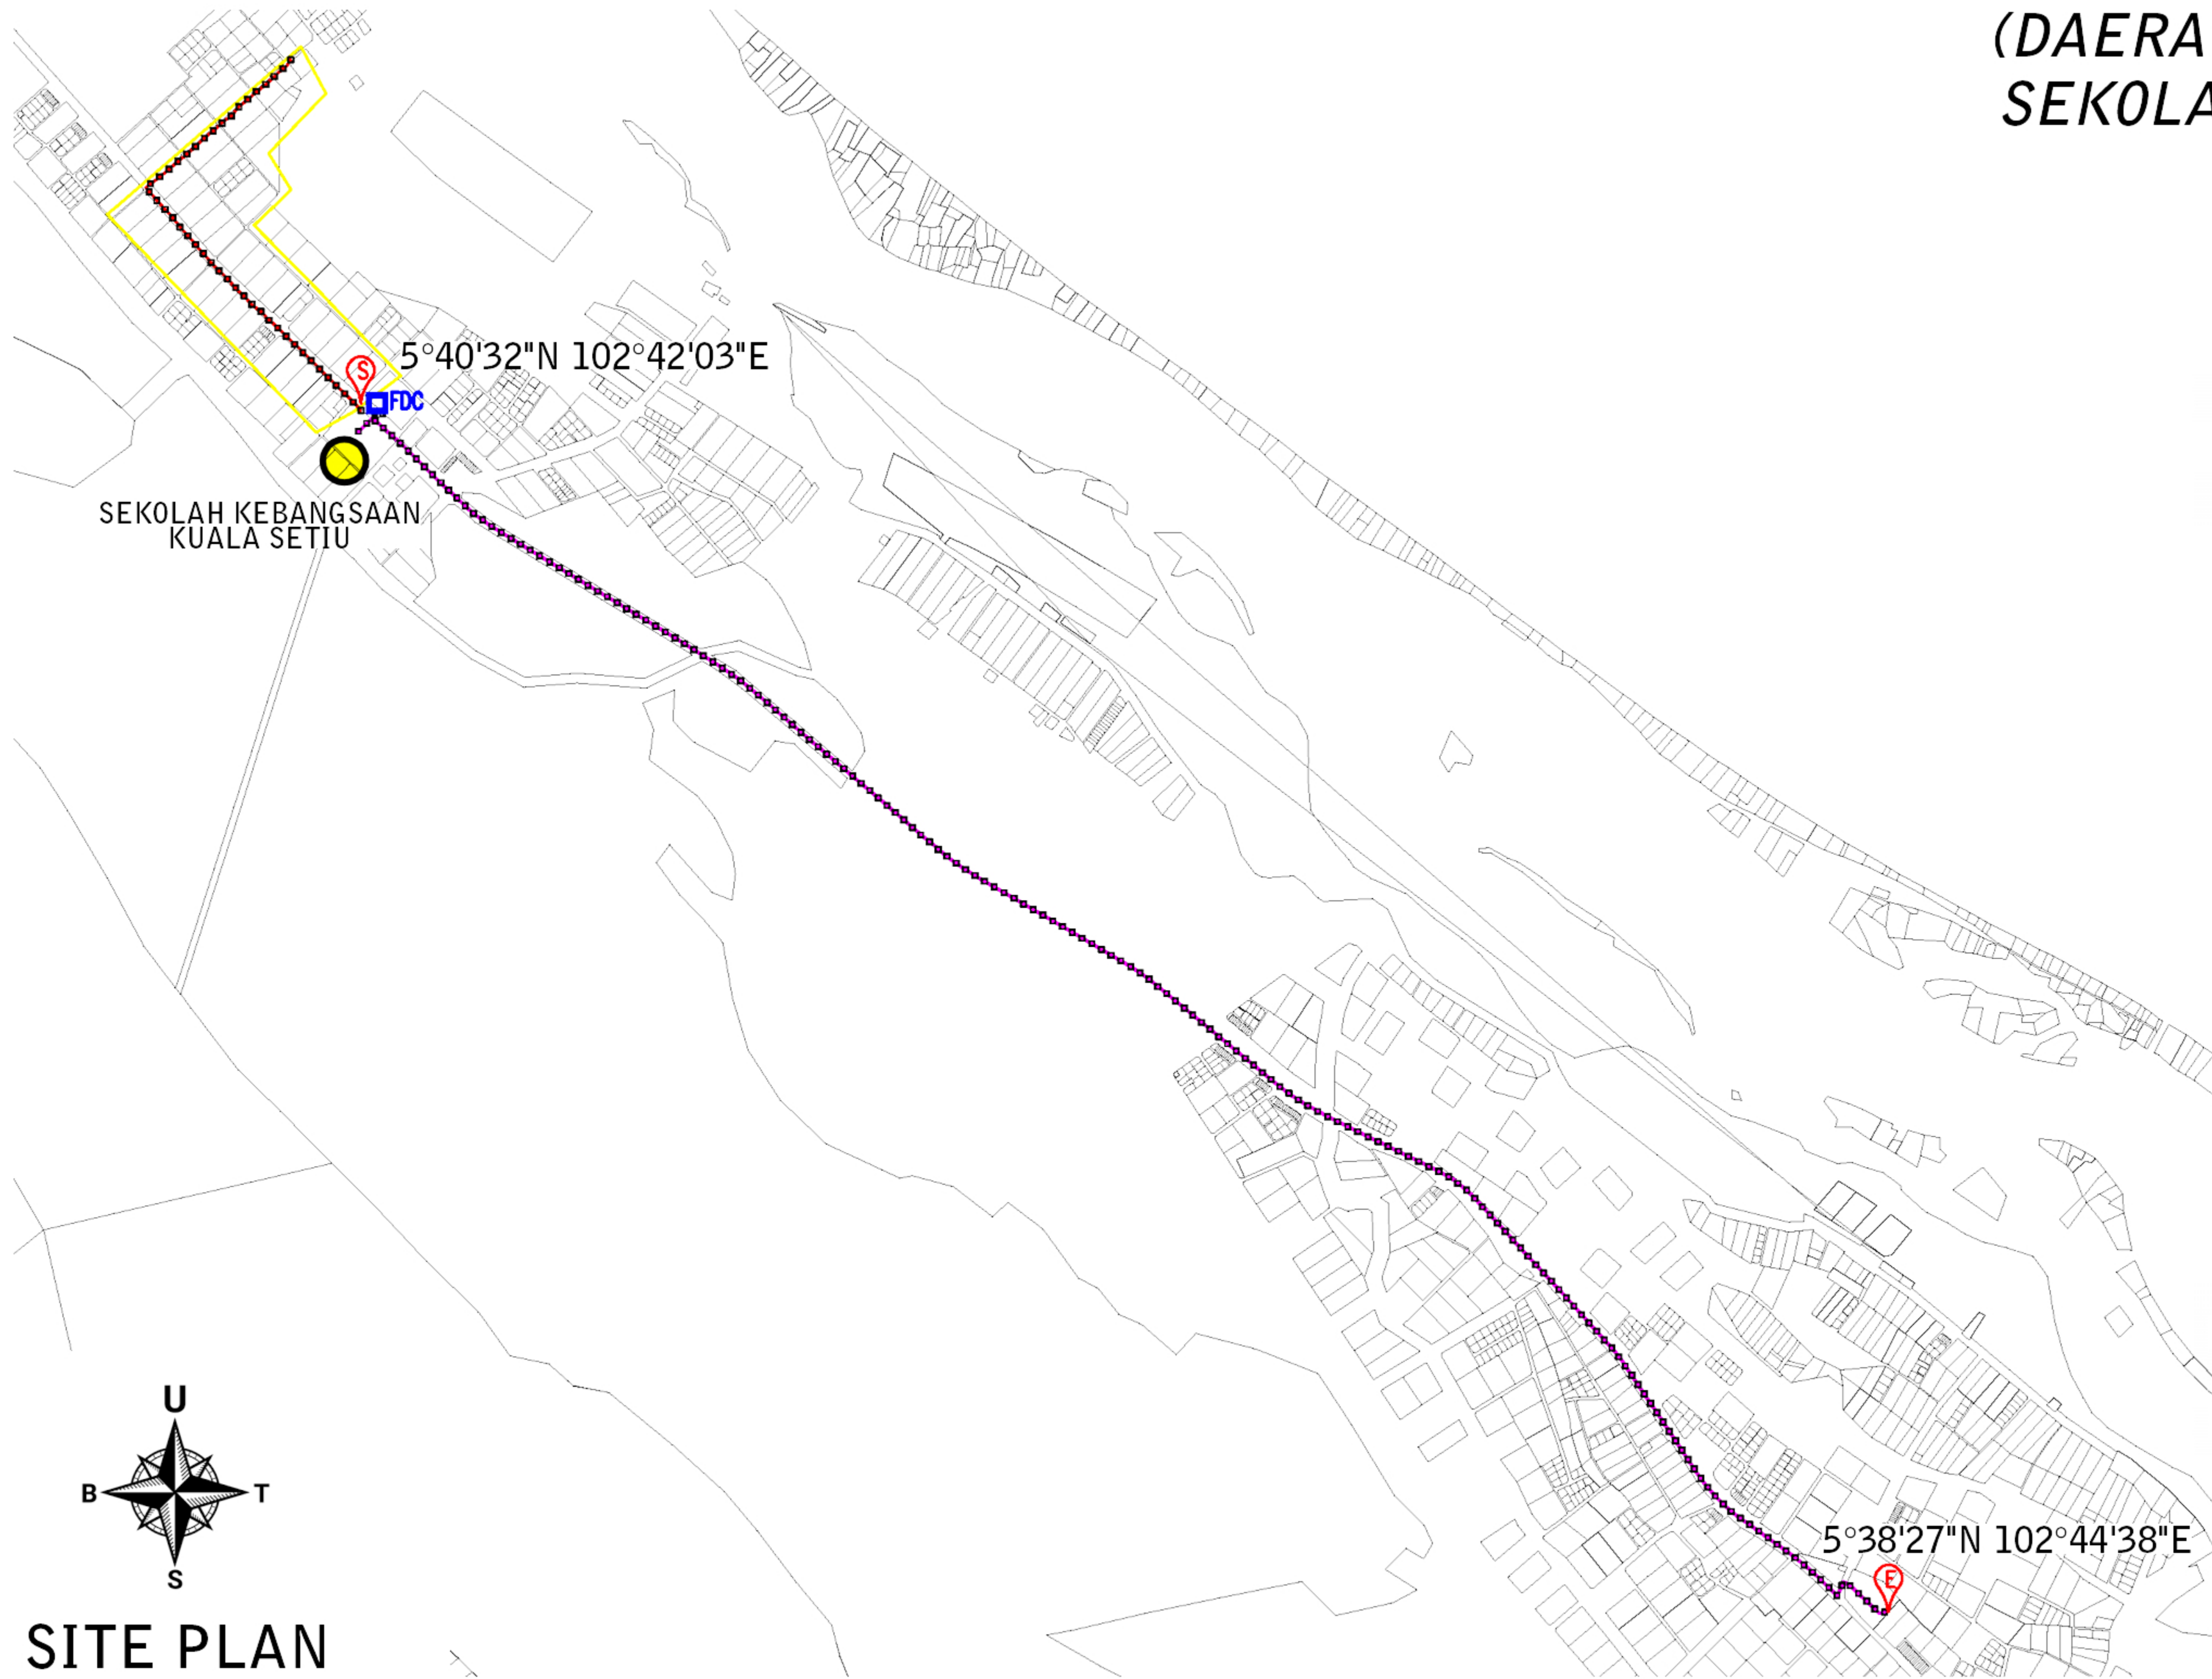 (DAERA
SEKOLA
S
5°40'32"N 102°42'03"E
FDC
SEKOLAH KEBANGSAAN
KUALA SETIU
U
B
T
S
SITE PLAN
5°38'27"N 102°44'38"E
E